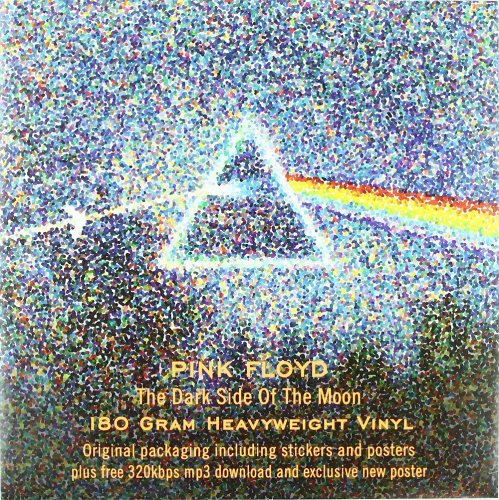 PINK FLOYD
The Dark Side Of The Moon
180 GRAM HEAVYWEIGHT VINYL
Original packaging including stickers and posters
plus free 320kbps mp3 download and exclusive new poster